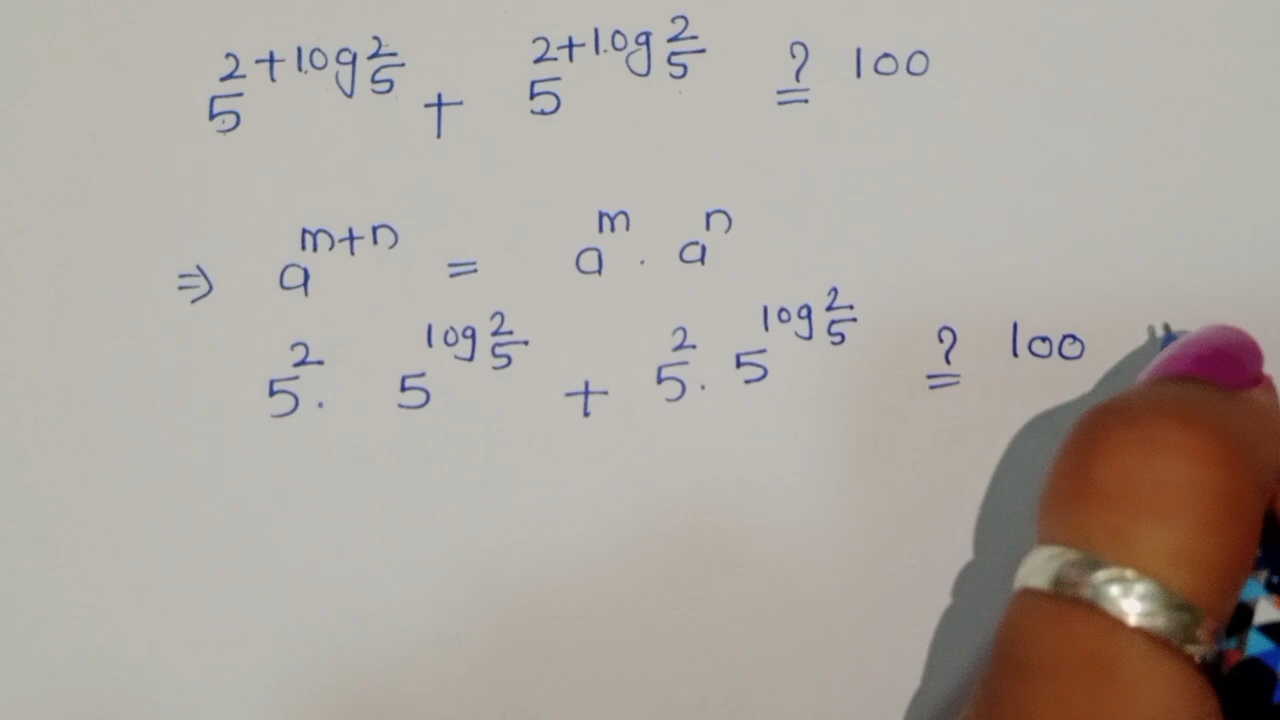 5^{2+log 2/5} + 5^{2+log 2/5} ≟ 100
⇒ a^{m+n} = a^m . a^n
5^2 . 5^{log 2/5} + 5^2 . 5^{log 2/5} ≟ 100